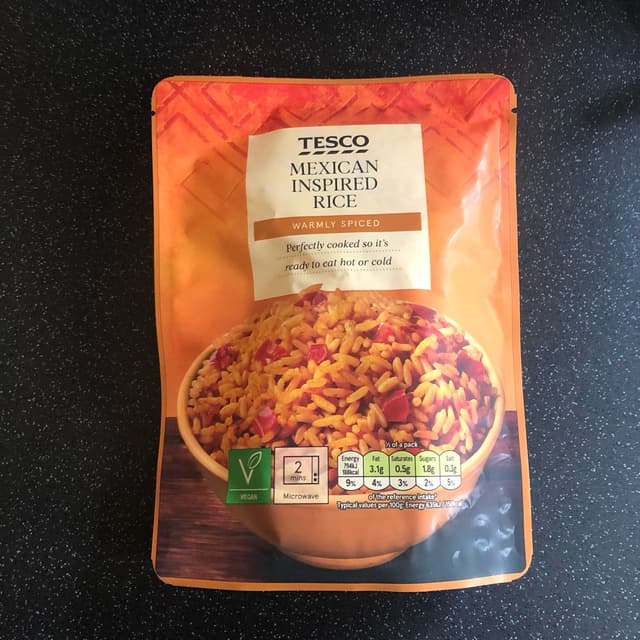 TESCO
MEXICAN
INSPIRED
RICE
WARMLY SPICED
Perfectly cooked so it's
ready to eat hot or cold
½ of a pack
Energy Fat Saturates Sugars Salt
794kJ
188kcal 3.1g 0.5g 1.8g 0.3g
9% 4% 3% 2% 5%
of the reference intake*
Typical values per 100g: Energy 635kJ /
V
VEGAN
2
mins
Microwave